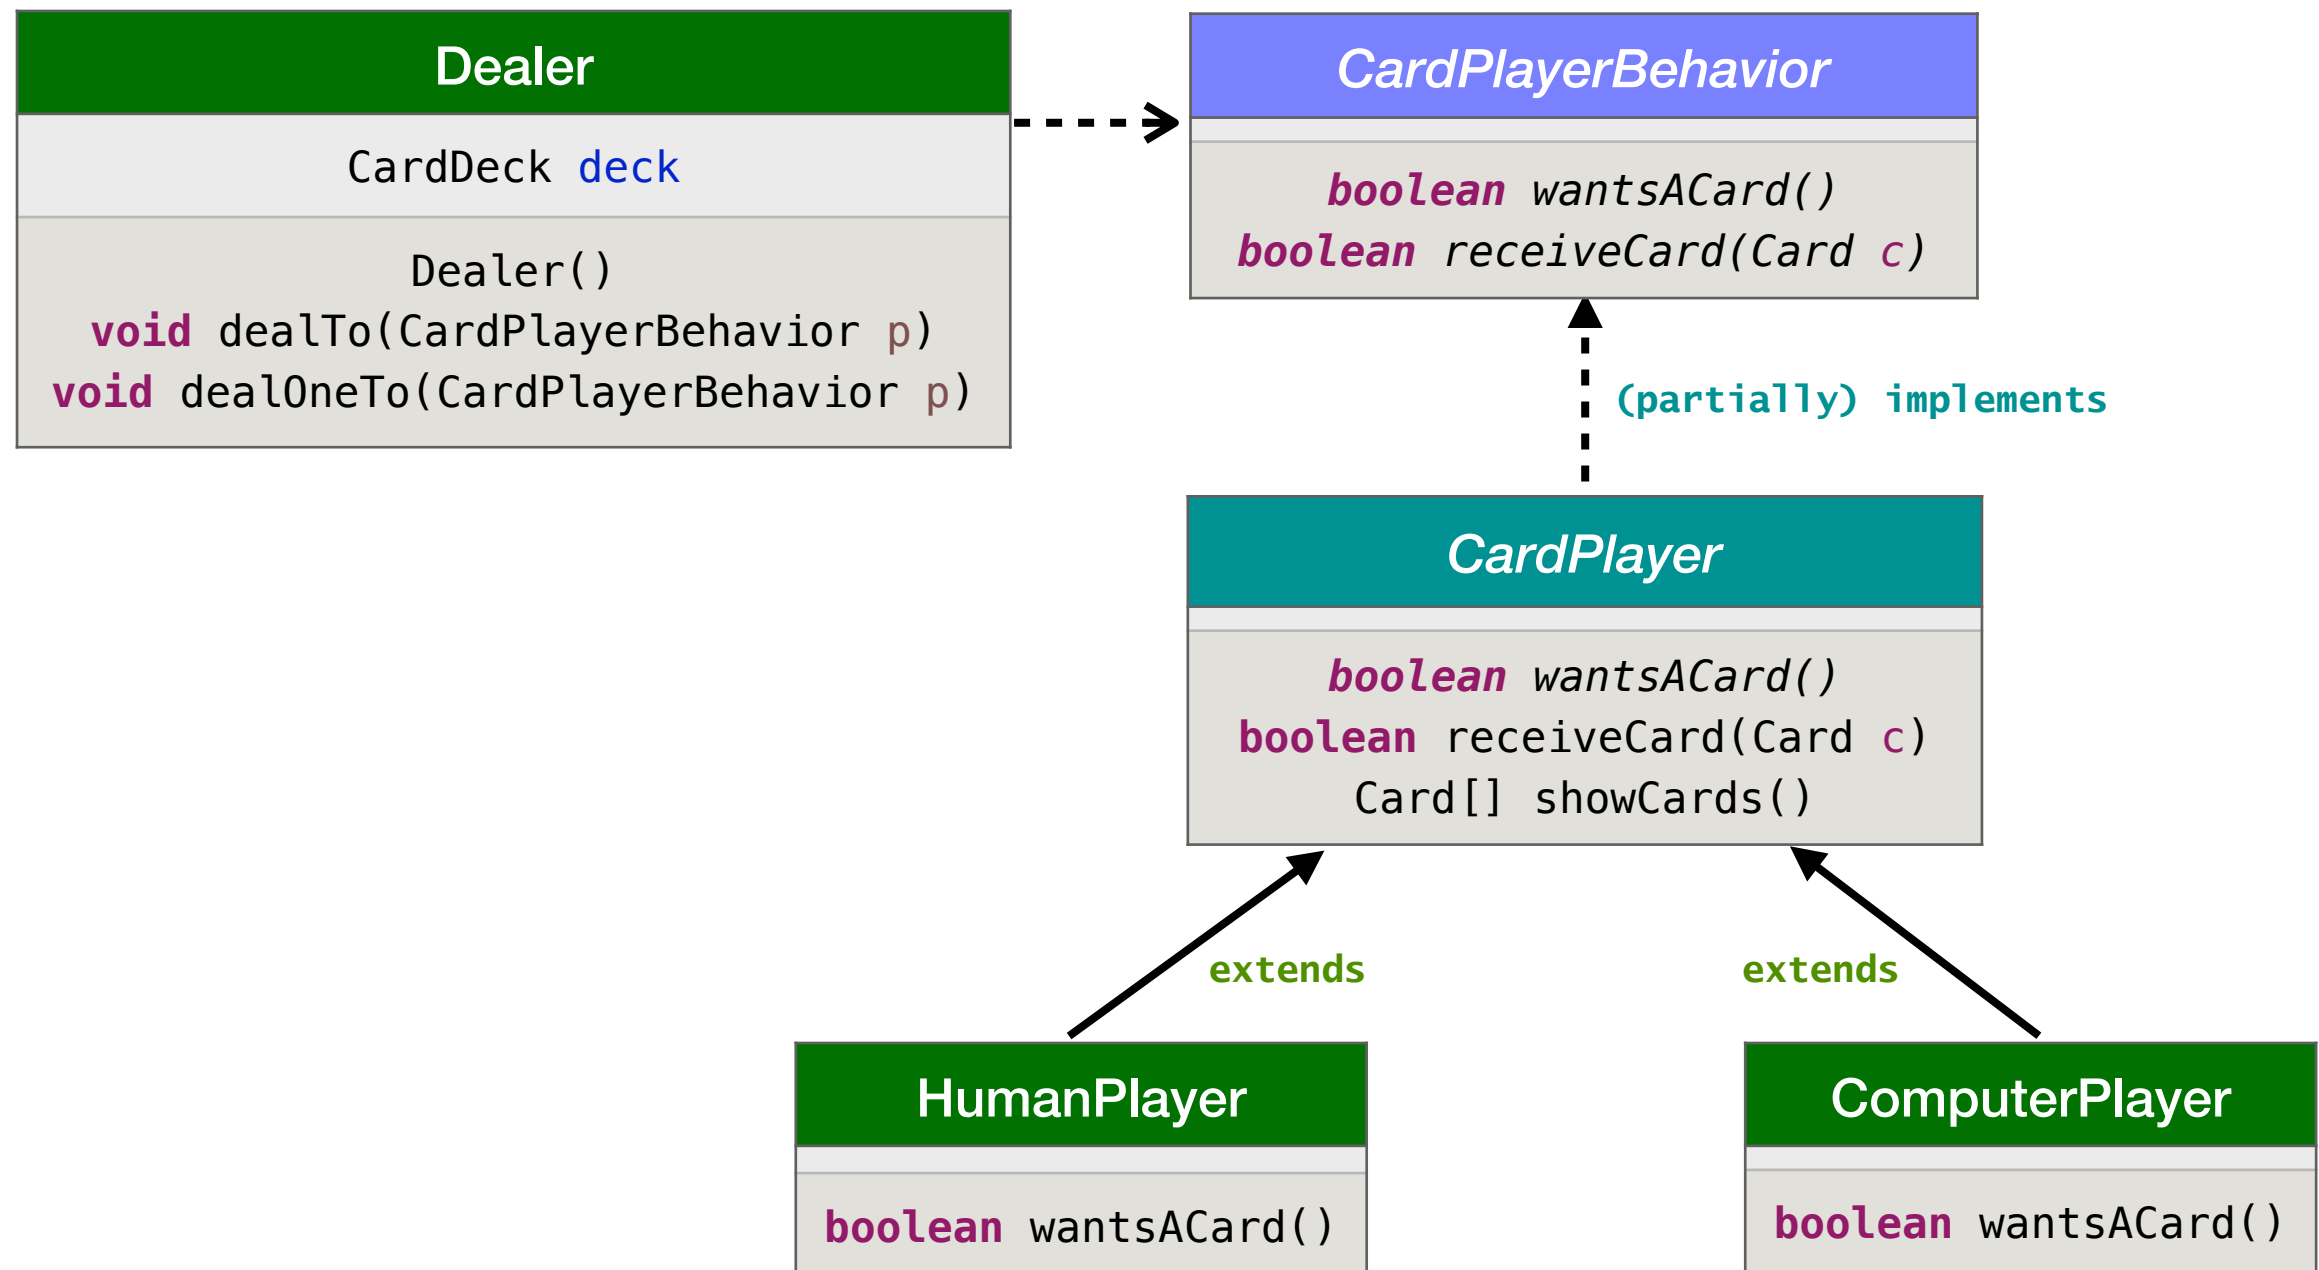 Dealer
CardDeck deck
Dealer()
void dealTo(CardPlayerBehavior p)
void dealOneTo(CardPlayerBehavior p)
CardPlayerBehavior
boolean wantsACard()
boolean receiveCard(Card c)
(partially) implements
CardPlayer
boolean wantsACard()
boolean receiveCard(Card c)
Card[] showCards()
extends
extends
HumanPlayer
boolean wantsACard()
ComputerPlayer
boolean wantsACard()